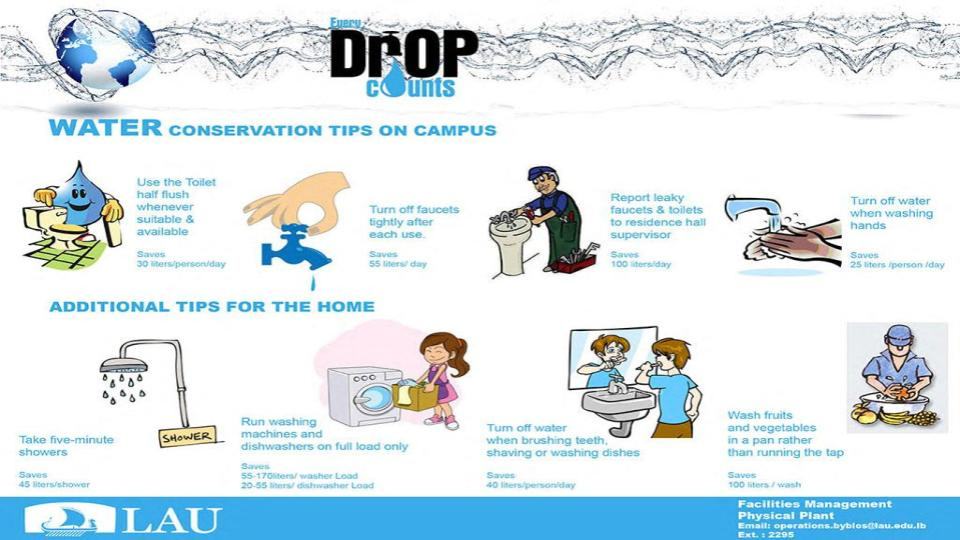 Every
DrOP
counts
WATER CONSERVATION TIPS ON CAMPUS
Use the Toilet
half flush
whenever
suitable &
available
Saves
30 liters/person/day
Turn off faucets
tightly after
each use.
Saves
55 liters/ day
Report leaky
faucets & toilets
to residence hall
supervisor
Saves
100 liters/day
Turn off water
when washing
hands
Saves
25 liters /person /day
ADDITIONAL TIPS FOR THE HOME
SHOWER
Take five-minute
showers
Saves
45 liters/shower
Run washing
machines and
dishwashers on full load only
Saves
55-170liters/ washer Load
20-55 liters/ dishwasher Load
Turn off water
when brushing teeth,
shaving or washing dishes
Saves
40 liters/person/day
Wash fruits
and vegetables
in a pan rather
than running the tap
Saves
100 liters / wash
LAU
Facilities Management
Physical Plant
Email: operations.byblos@lau.edu.lb
Ext. : 2295